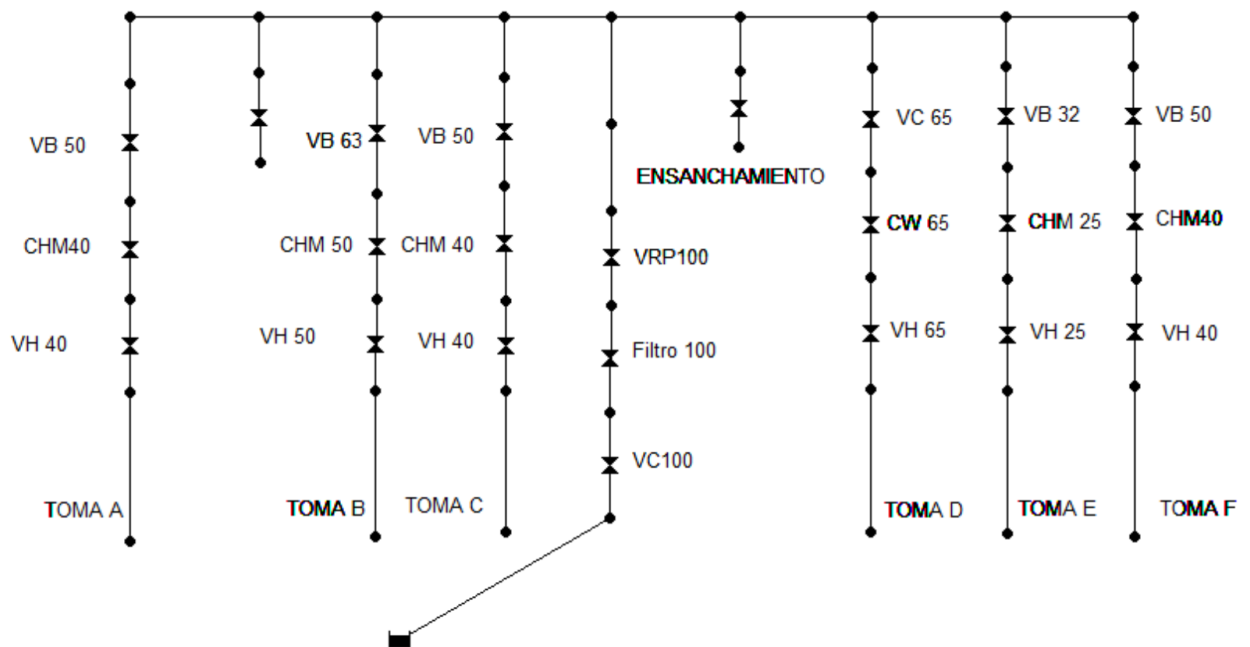 VB 50
VB 63
VB 50
ENSANCHAMIENTO
VC 65
VB 32
VB 50
CHM40
CHM 50
CHM 40
VRP100
CW 65
CHM 25
CHM40
VH 40
VH 50
VH 40
Filtro 100
VH 65
VH 25
VH 40
VC100
TOMA A
TOMA B
TOMA C
TOMA D
TOMA E
TOMA F